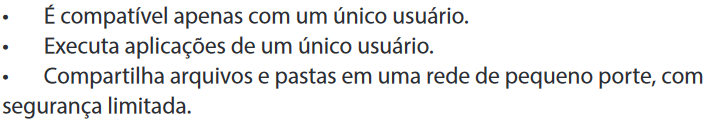 • É compatível apenas com um único usuário.
• Executa aplicações de um único usuário.
• Compartilha arquivos e pastas em uma rede de pequeno porte, com
segurança limitada.